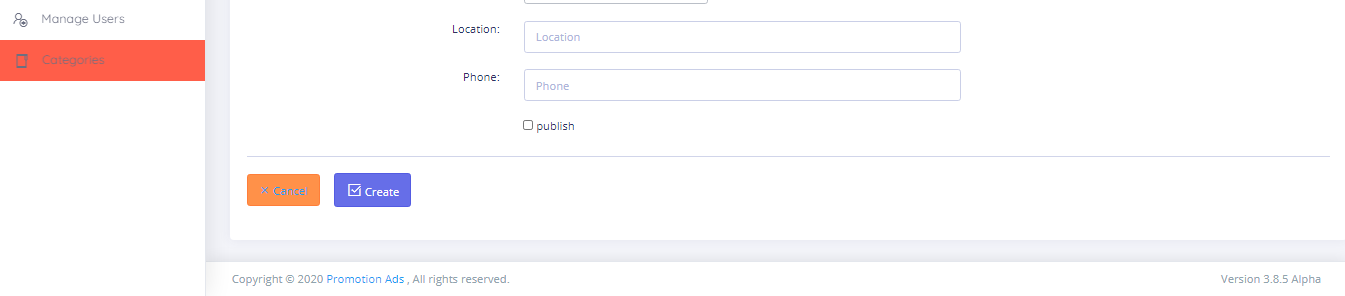 Manage Users
Categories
Location:
Location
Phone:
Phone
publish
Cancel
Create
Copyright © 2020 Promotion Ads , All rights reserved.
Version 3.8.5 Alpha